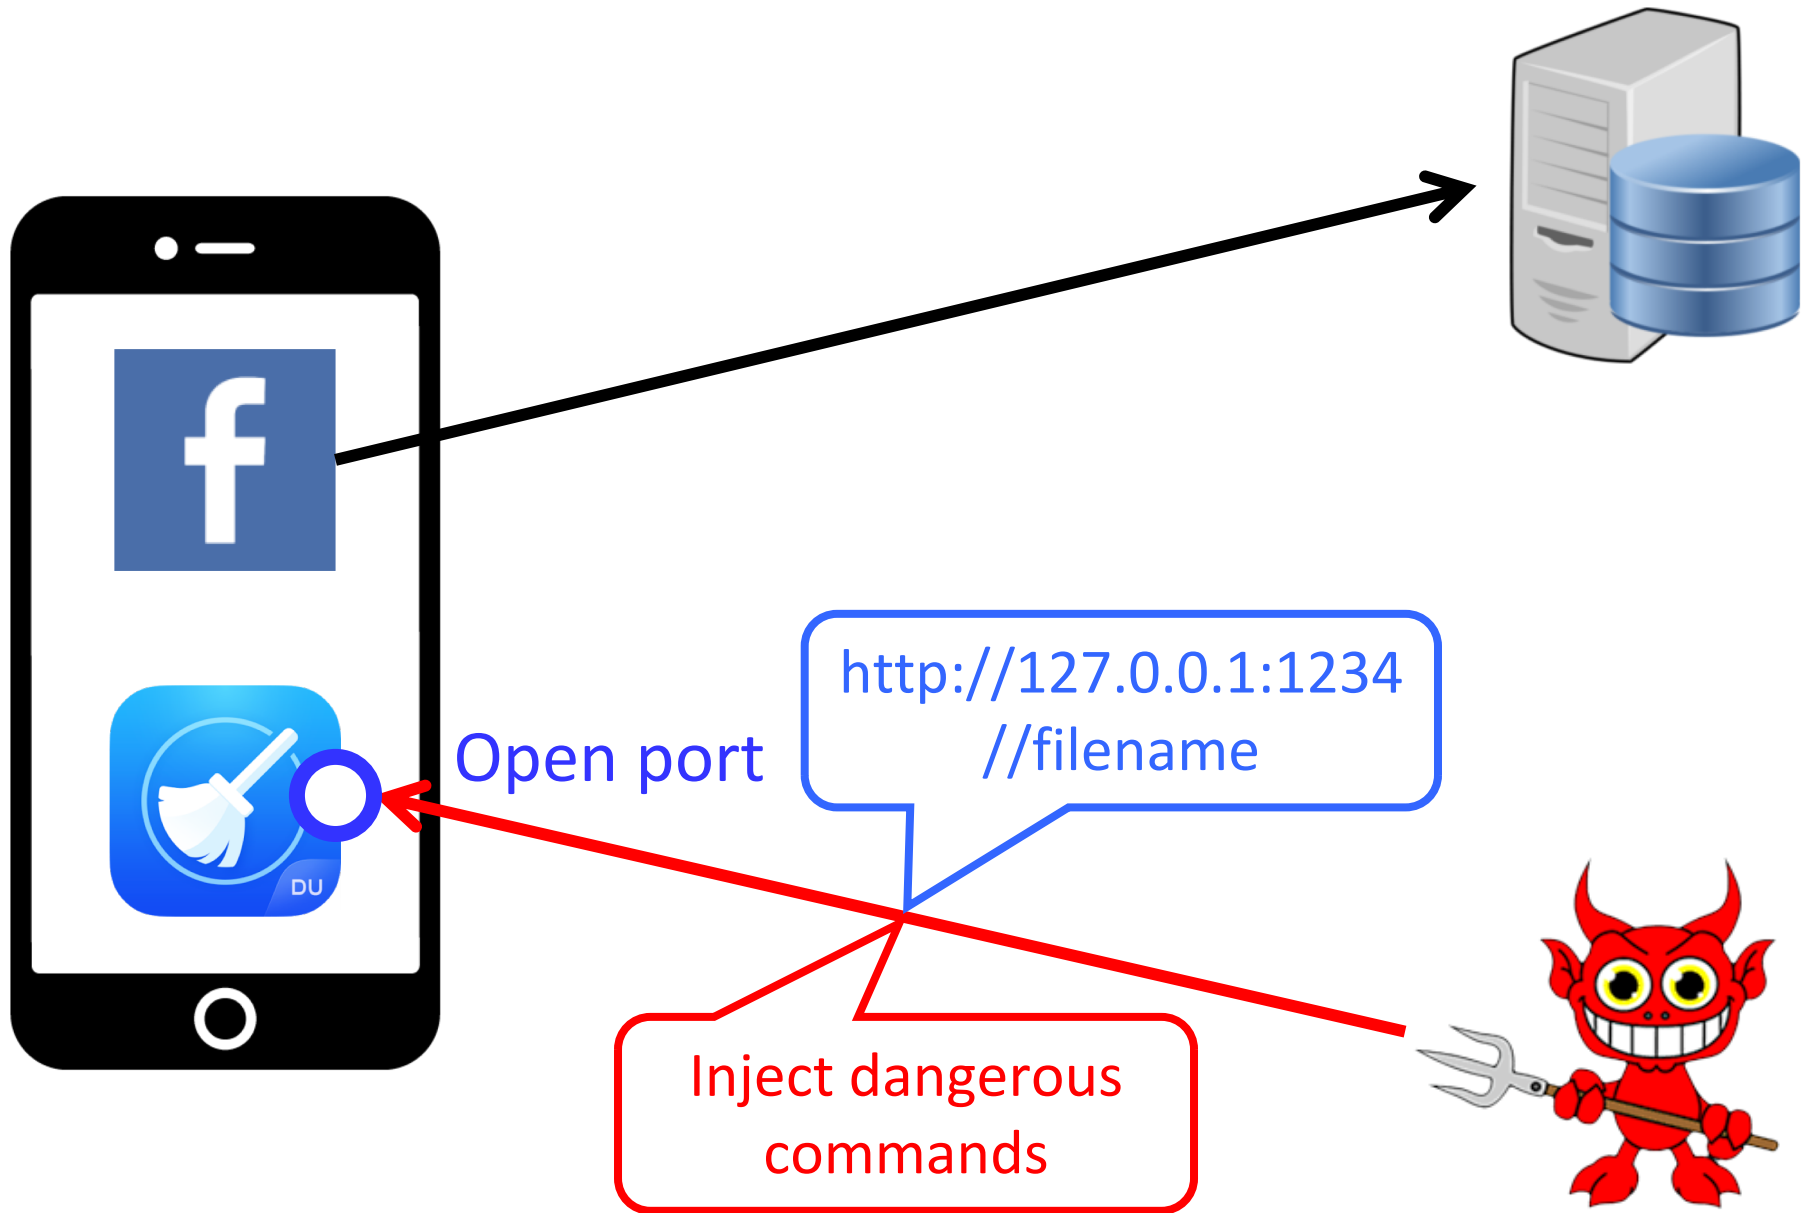 f
http://127.0.0.1:1234
//filename
Open port
DU
Inject dangerous
commands